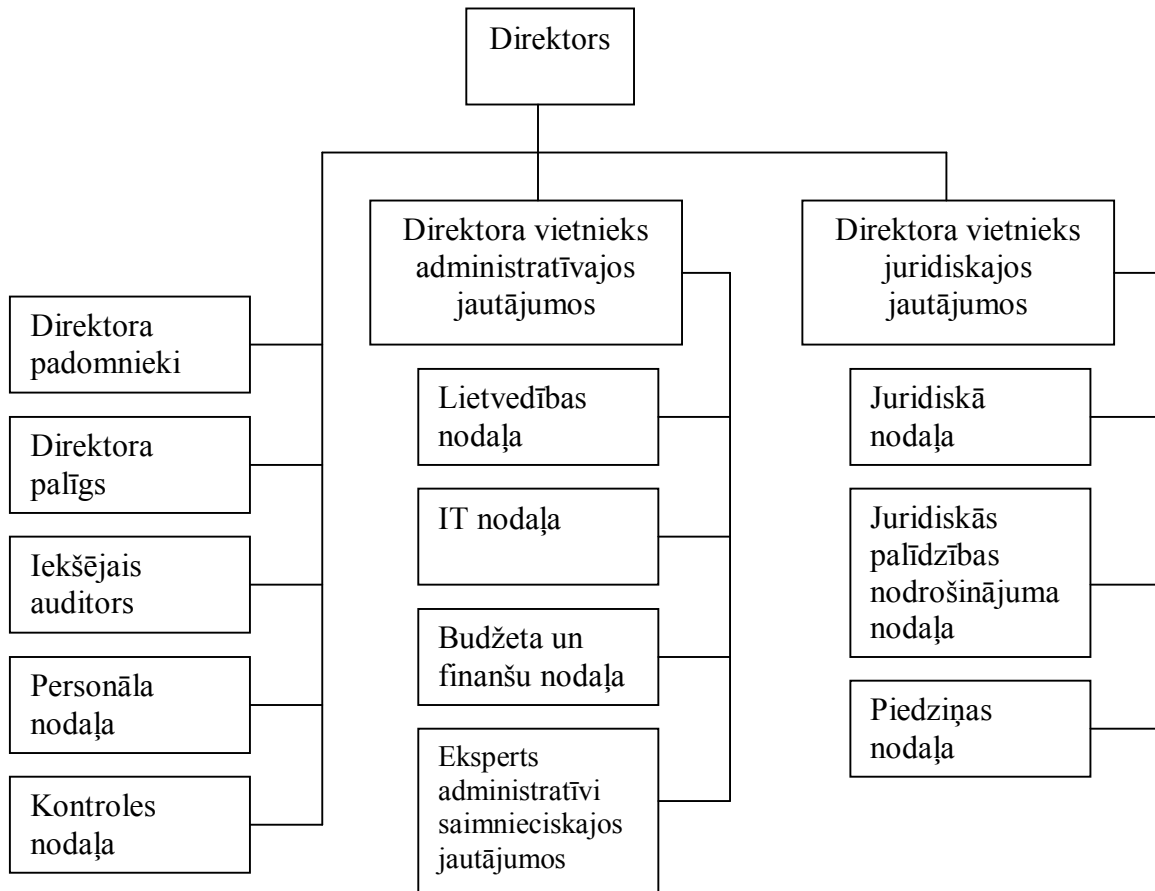 Direktors
Direktora vietnieks
administratīvajos
jautājumos
Direktora vietnieks
juridiskajos
jautājumos
Direktora
padomnieki
Direktora
palīgs
Iekšējais
auditors
Personāla
nodaļa
Kontroles
nodaļa
Lietvedības
nodaļa
IT nodaļa
Budžeta un
finanšu nodaļa
Eksperts
administratīvi
saimnieciskajos
jautājumos
Juridiskā
nodaļa
Juridiskās
palīdzības
nodrošinājuma
nodaļa
Piedziņas
nodaļa